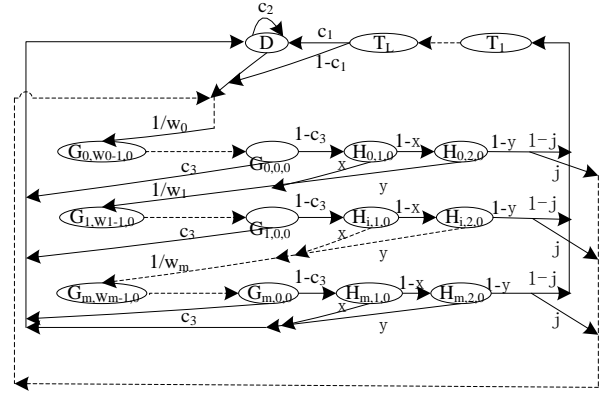 c2
c1
D TL T1
1-c1
1/w0
1-c3 1-x 1-y 1-j
G0,W0-1,0 G0,0,0 H0,1,0 H0,2,0
c3 x j
1/w1 y
1-c3 1-x 1-y 1-j
G1,W1-1,0 G1,0,0 Hi,1,0 Hi,2,0
c3 x j
1/wm y
1-c3 1-x 1-y 1-j
Gm,Wm-1,0 Gm,0,0 Hm,1,0 Hm,2,0
c3 x j
y